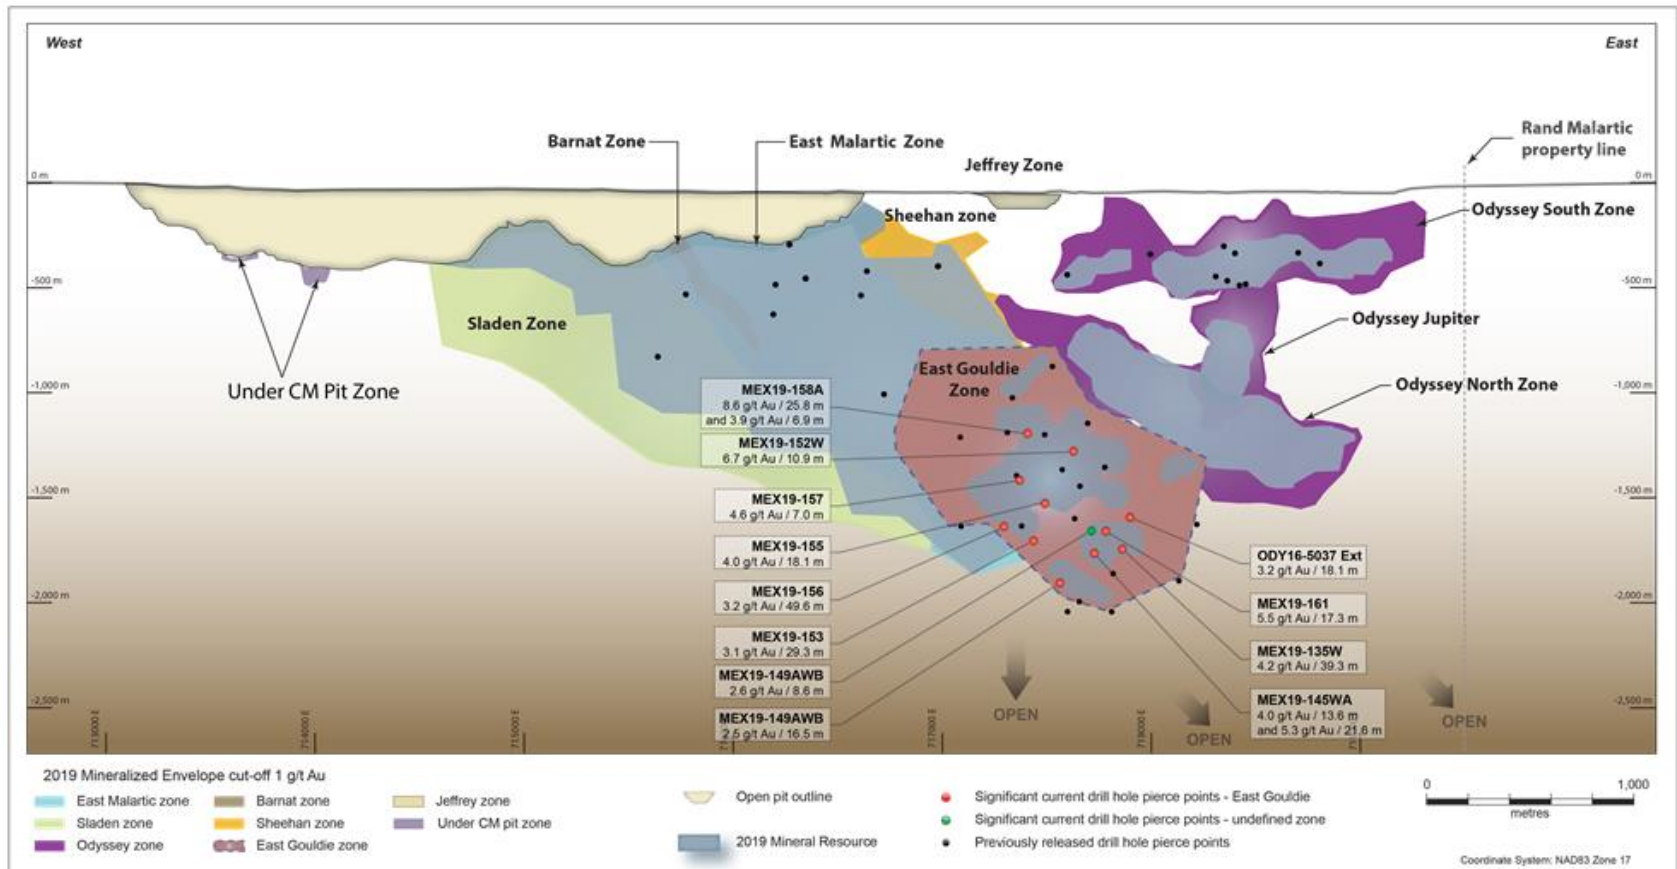 West
East
Barnat Zone
East Malartic Zone
Jeffrey Zone
Rand Malartic
property line
0 m
0 m
Sheehan zone
Odyssey South Zone
-500 m
-500 m
Sladen Zone
Odyssey Jupiter
Under CM Pit Zone
East Gouldie
Zone
Odyssey North Zone
-1,000 m
-1,000 m
MEX19-158A
8.6 g/t Au / 25.8 m
and 3.9 g/t Au / 6.9 m
MEX19-152W
6.7 g/t Au / 10.9 m
-1,500 m
-1,500 m
MEX19-157
4.6 g/t Au / 7.0 m
MEX19-155
4.0 g/t Au / 18.1 m
ODY16-5037 Ext
3.2 g/t Au / 18.1 m
MEX19-156
3.2 g/t Au / 49.6 m
-2,000 m
-2,000 m
MEX19-161
5.5 g/t Au / 17.3 m
MEX19-153
3.1 g/t Au / 29.3 m
MEX19-135W
4.2 g/t Au / 39.3 m
MEX19-149AWB
2.6 g/t Au / 8.6 m
MEX19-145WA
4.0 g/t Au / 13.6 m
and 5.3 g/t Au / 21.6 m
MEX19-149AWB
2.5 g/t Au / 16.5 m
-2,500 m
-2,500 m
OPEN
OPEN
OPEN
713000 E
714000 E
715000 E
717000 E
718000 E
2019 Mineralized Envelope cut-off 1 g/t Au
East Malartic zone
Barnat zone
Jeffrey zone
Sladen zone
Sheehan zone
Under CM pit zone
Odyssey zone
East Gouldie zone
Open pit outline
2019 Mineral Resource
Significant current drill hole pierce points - East Gouldie
Significant current drill hole pierce points - undefined zone
Previously released drill hole pierce points
0
1,000
metres
Coordinate System: NAD83 Zone 17